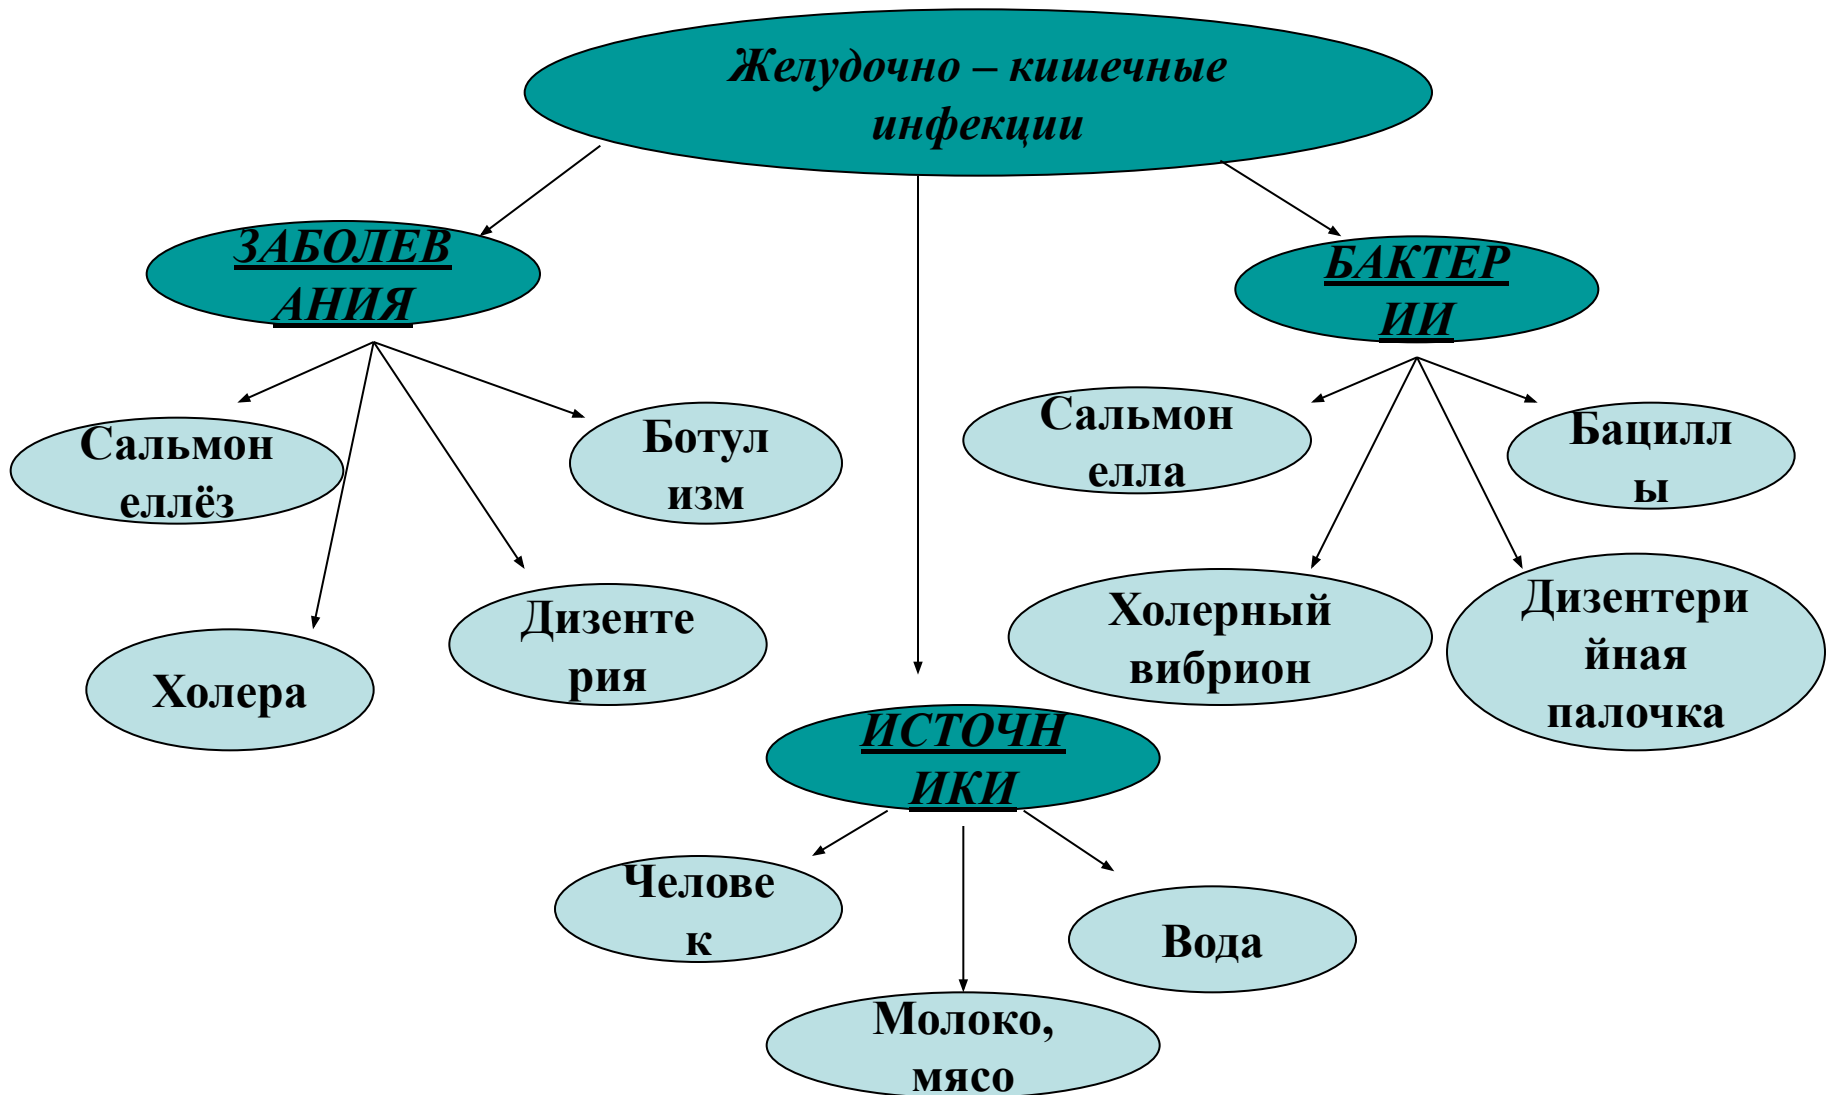 Желудочно – кишечные
инфекции
ЗАБОЛЕВ
АНИЯ
БАКТЕР
ИИ
Сальмон
еллёз
Ботул
изм
Холера
Дизенте
рия
Сальмон
елла
Бацилл
ы
Холерный
вибрион
Дизентери
йная
палочка
ИСТОЧН
ИКИ
Челове
к
Вода
Молоко,
мясо